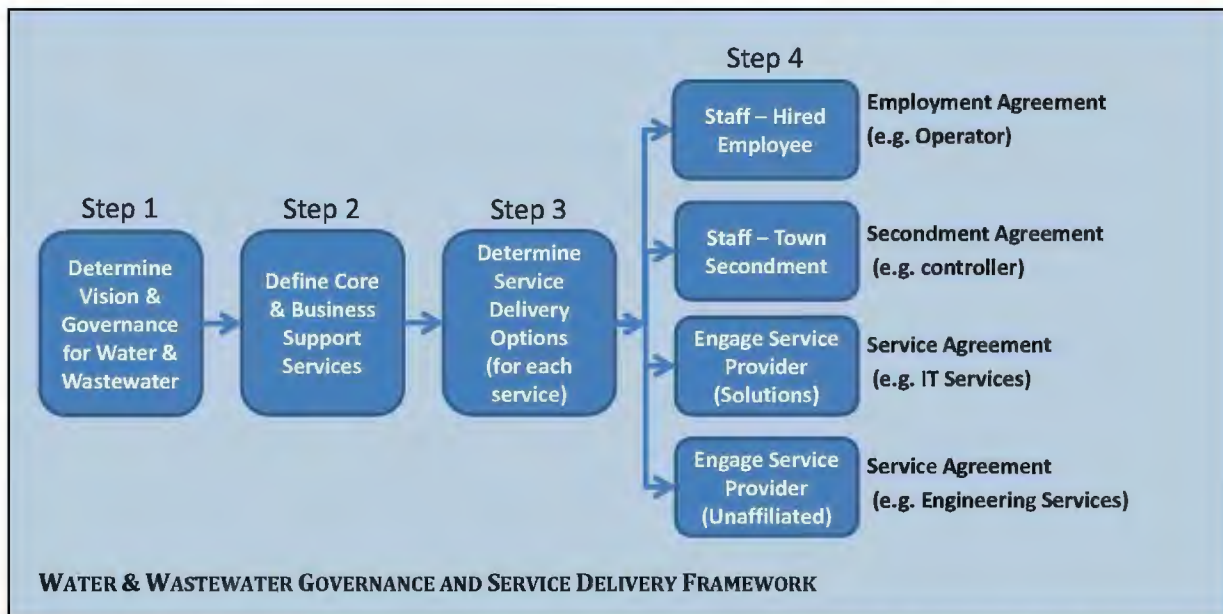 Step 1
Determine
Vision &
Governance
for Water &
Wastewater
Step 2
Define Core
& Business
Support
Services
Step 3
Determine
Service
Delivery
Options
(for each
service)
Step 4
Staff – Hired
Employee
Employment Agreement
(e.g. Operator)
Staff – Town
Secondment
Secondment Agreement
(e.g. controller)
Engage Service
Provider
(Solutions)
Service Agreement
(e.g. IT Services)
Engage Service
Provider
(Unaffiliated)
Service Agreement
(e.g. Engineering Services)
WATER & WASTEWATER GOVERNANCE AND SERVICE DELIVERY FRAMEWORK